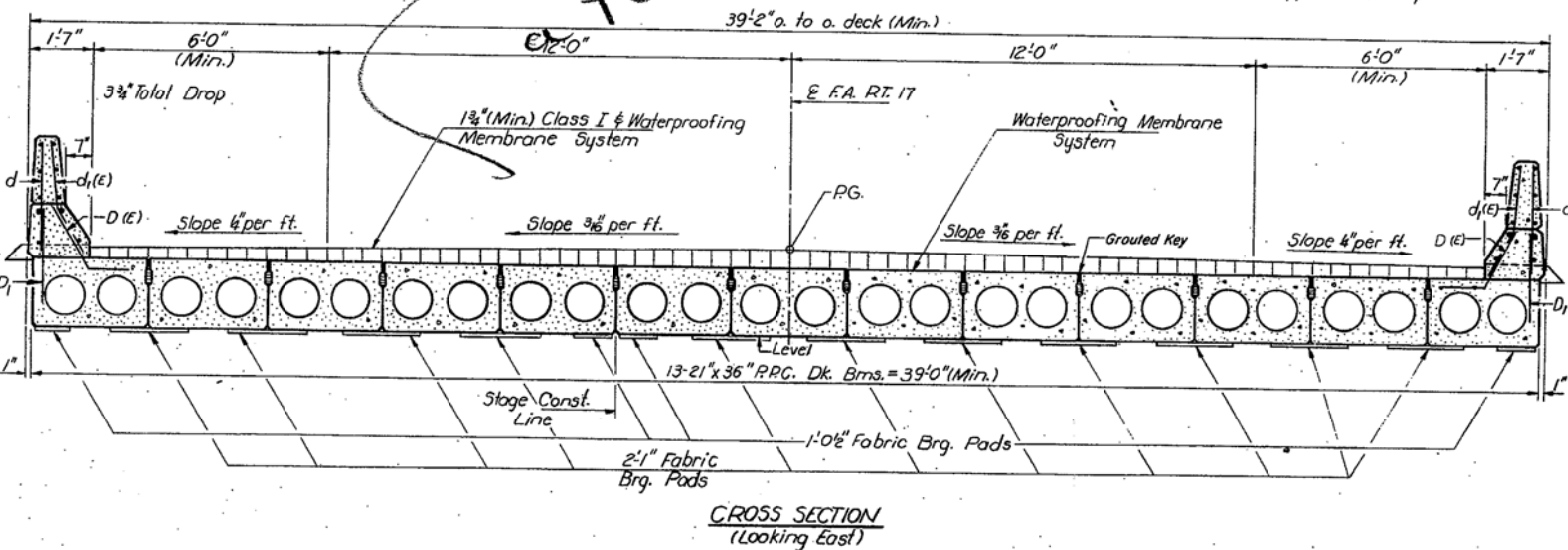 39'-2" o. to o. deck (Min.)
1'-7"
6'-0"
(Min.)
12'-0"
12'-0"
6'-0"
(Min.)
1'-7"
3¾" Total Drop
℄ F.A. RT. 17
1¾" (Min.) Class I & Waterproofing
Membrane System
Waterproofing Membrane
System
7"
7"
d
d₁(E)
D (E)
P.G.
d₁(E)
d
D (E)
Slope ¼" per ft.
Slope 3/16" per ft.
Slope 3/16" per ft.
Grouted Key
Slope ¼" per ft.
D₁
D₁
Level
1"
13-21"x36" P.P.C. Dk. Bms. = 39'-0" (Min.)
1"
Stage Const.
Line
1'-0½" Fabric Brg. Pads
2'-1" Fabric
Brg. Pads
CROSS SECTION
(Looking East)